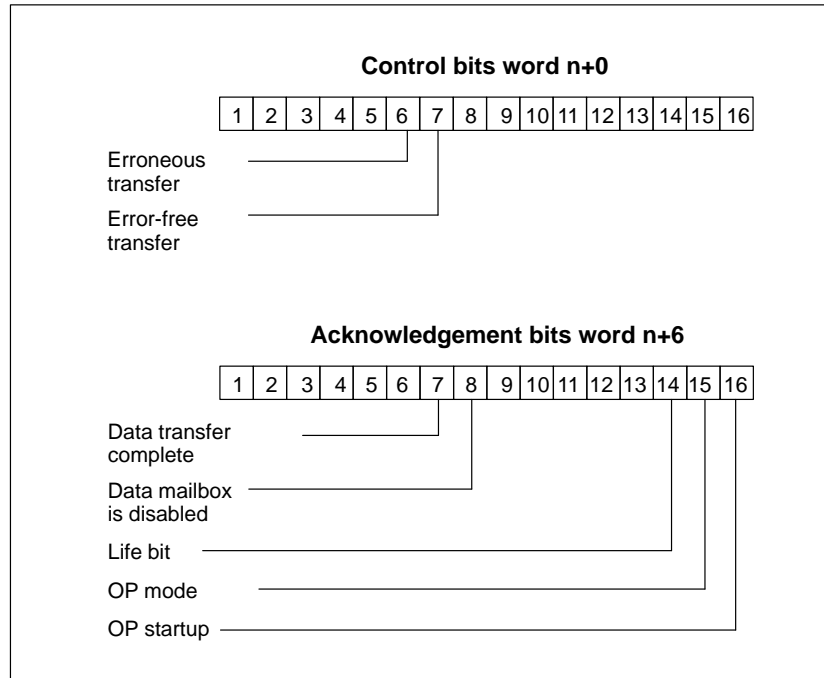 Control bits word n+0
1 2 3 4 5 6 7 8 9 10 11 12 13 14 15 16
Erroneous
transfer
Error-free
transfer
Acknowledgement bits word n+6
1 2 3 4 5 6 7 8 9 10 11 12 13 14 15 16
Data transfer
complete
Data mailbox
is disabled
Life bit
OP mode
OP startup